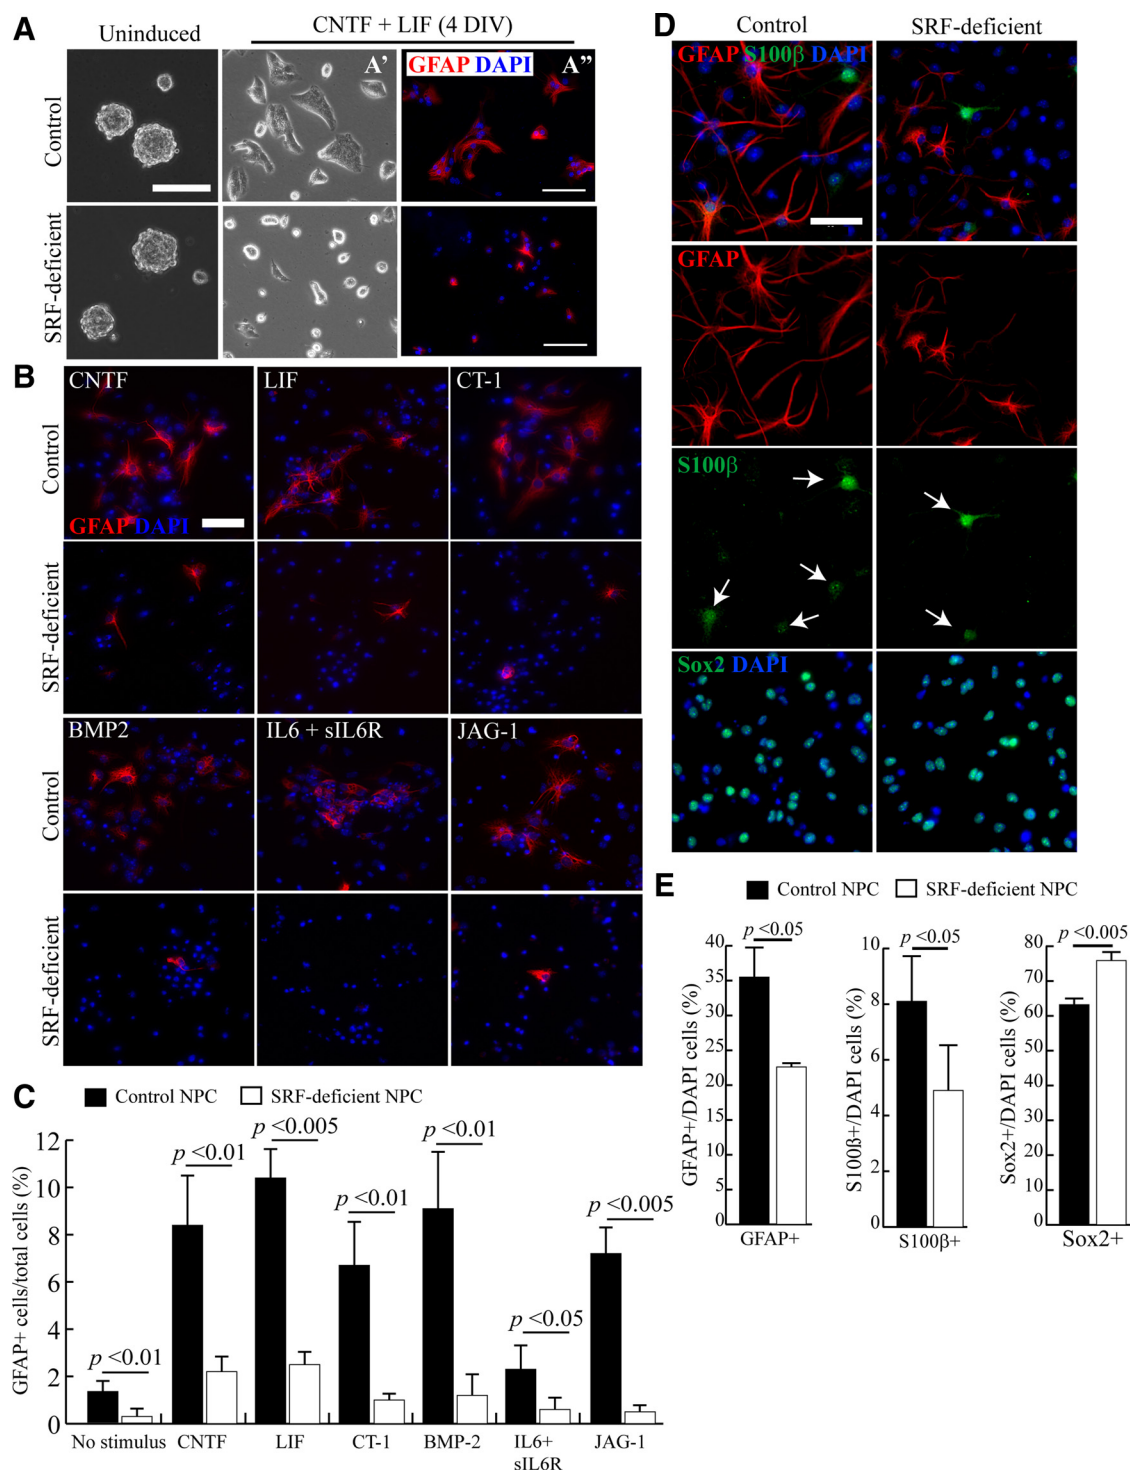 A
Uninduced
CNTF + LIF (4 DIV)
Control
A'
GFAP DAPI
A"
SRF-deficient
B
CNTF
LIF
CT-1
Control
GFAP DAPI
SRF-deficient
BMP2
IL6 + sIL6R
JAG-1
Control
SRF-deficient
C
Control NPC
SRF-deficient NPC
GFAP+ cells/total cells (%)
12
10
8
6
4
2
0
p <0.01
p <0.01
p <0.005
p <0.01
p <0.01
p <0.05
p <0.005
No stimulus
CNTF
LIF
CT-1
BMP-2
IL6+
sIL6R
JAG-1
D
Control
SRF-deficient
GFAP S100β DAPI
GFAP
S100β
Sox2 DAPI
E
Control NPC
SRF-deficient NPC
GFAP+/DAPI cells (%)
40
35
30
25
20
15
10
5
0
p <0.05
GFAP+
S100ß+/DAPI cells (%)
10
8
6
4
2
0
p <0.05
S100β+
Sox2+/DAPI cells (%)
80
70
60
50
40
30
20
10
0
p <0.005
Sox2+